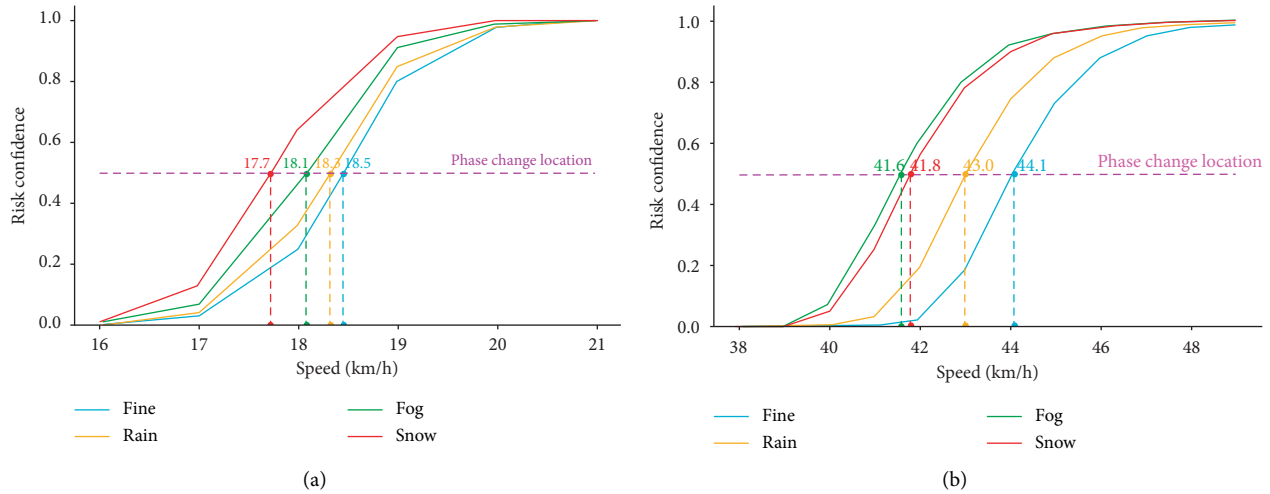 1.0
0.8
0.6
0.4
0.2
0.0
Risk confidence
17.7 18.1 18.3 18.5
Phase change location
16 17 18 19 20 21
Speed (km/h)
Fine Fog
Rain Snow
(a)
1.0
0.8
0.6
0.4
0.2
0.0
Risk confidence
41.6 41.8 43.0 44.1
Phase change location
38 40 42 44 46 48
Speed (km/h)
Fine Fog
Rain Snow
(b)